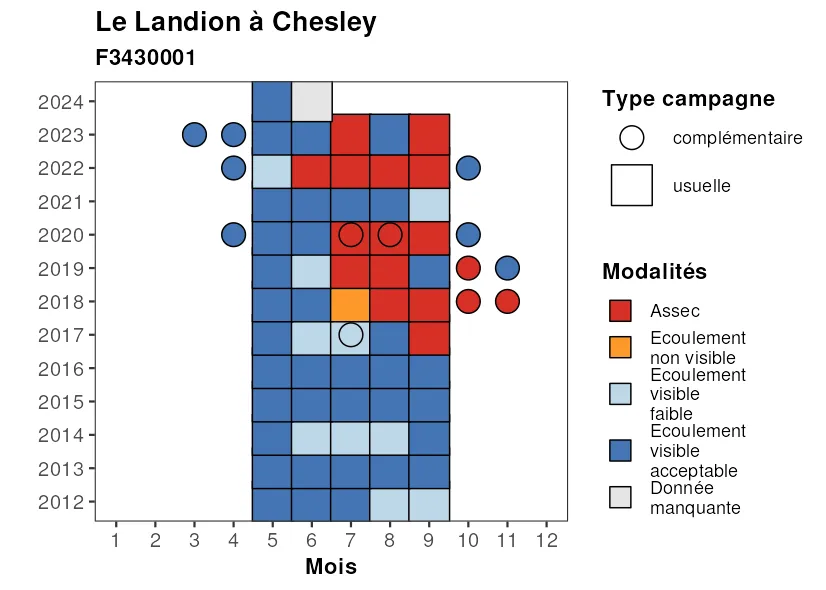 Le Landion à Chesley
F3430001
2024
2023
2022
2021
2020
2019
2018
2017
2016
2015
2014
2013
2012
1 2 3 4 5 6 7 8 9 10 11 12
Mois
Type campagne
complémentaire
usuelle
Modalités
Assec
Ecoulement
non visible
Ecoulement
visible
faible
Ecoulement
visible
acceptable
Donnée
manquante